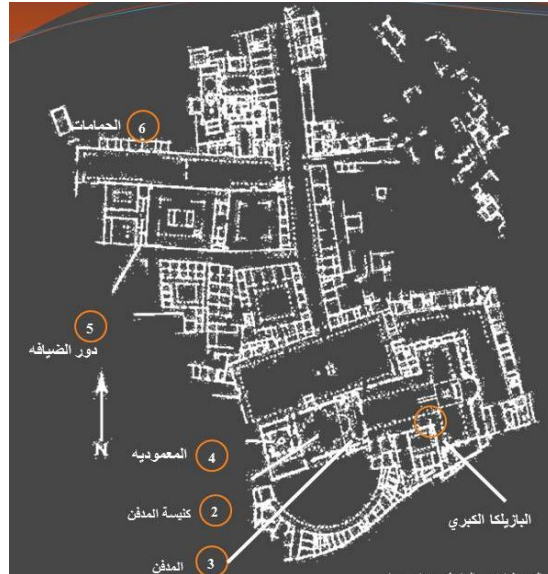 6
الحمامات
5
دور الضيافه
N
4
المعموديه
2
كنيسة المدفن
البازيلكا الكبري
3
المدفن